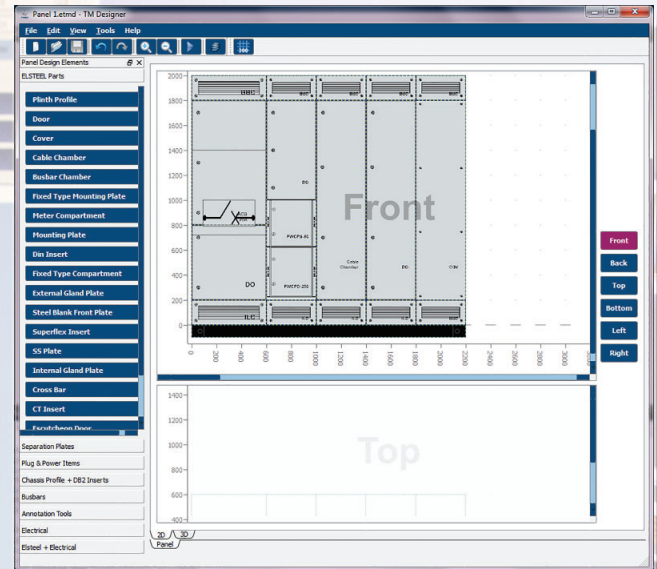 Panel 1.etmd - TM Designer
File Edit View Tools Help
Panel Design Elements
ELSTEEL Parts
Plinth Profile
Door
Cover
Cable Chamber
Busbar Chamber
Fixed Type Mounting Plate
Meter Compartment
Mounting Plate
Din Insert
Fixed Type Compartment
External Gland Plate
Steel Blank Front Plate
Superflex Insert
SS Plate
Internal Gland Plate
Cross Bar
CT Insert
Escutcheon Door
Separation Plates
Plug & Power Items
Chassis Profile + DB2 Inserts
Busbars
Annotation Tools
Electrical
Elsteel + Electrical
2000
1800
1600
1400
1200
1000
800
600
400
200
0
BBC
DO
Front
DO
Cable
Chamber
DO
ILC
0 200 400 600 800 1000 1200 1400 1600 1800 2000 2200 2400 2600 2800 3000
1400
1200
1000
800
600
400
Top
Front
Back
Top
Bottom
Left
Right
2D 3D
Panel